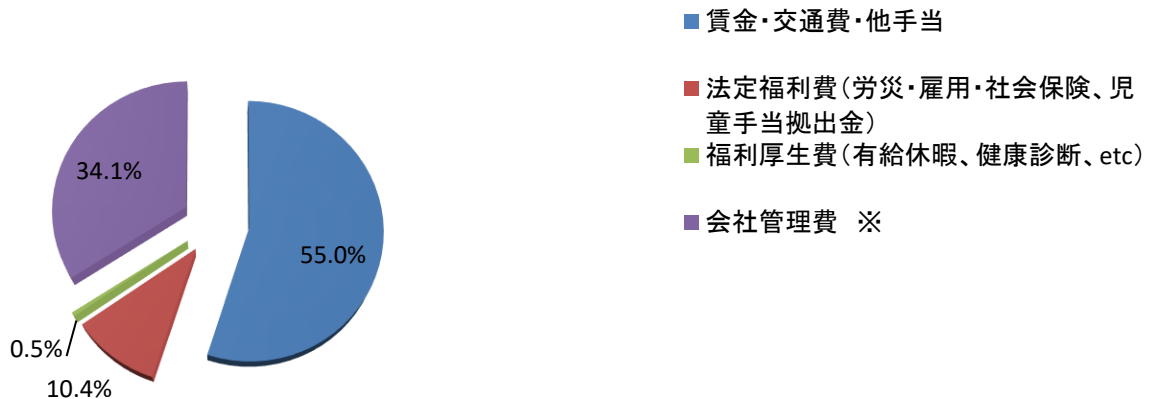 賃金・交通費・他手当
法定福利費（労災・雇用・社会保険、児
童手当拠出金）
福利厚生費（有給休暇、健康診断、etc）
会社管理費　※
34.1%
55.0%
0.5%
10.4%